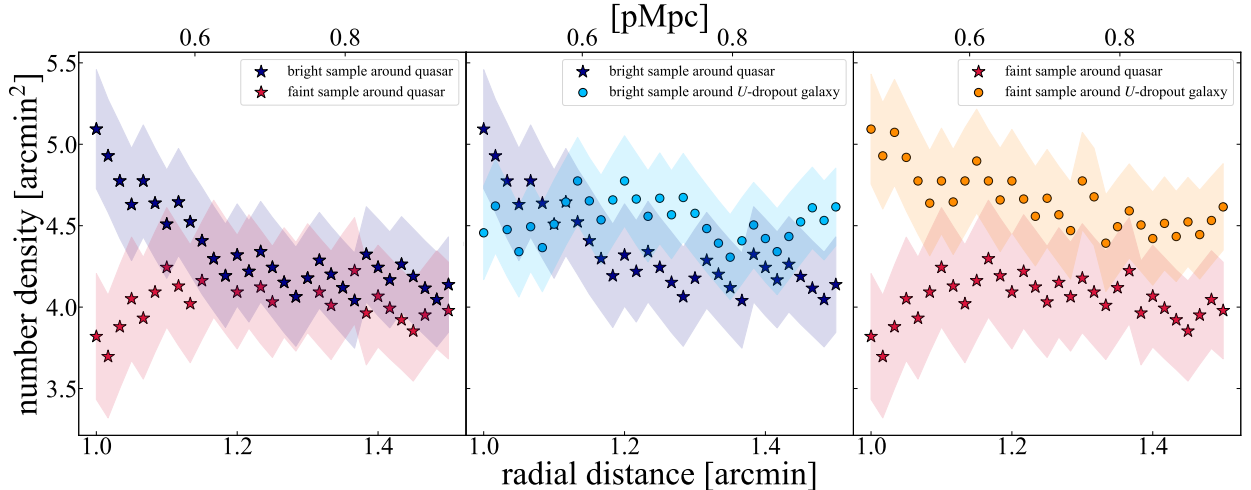 [pMpc]
0.6 0.8 0.6 0.8 0.6 0.8
5.5
5.0
4.5
4.0
3.5
number density [arcmin²]
bright sample around quasar
faint sample around quasar
bright sample around quasar
bright sample around U-dropout galaxy
faint sample around quasar
faint sample around U-dropout galaxy
1.0 1.2 1.4 1.0 1.2 1.4 1.0 1.2 1.4
radial distance [arcmin]